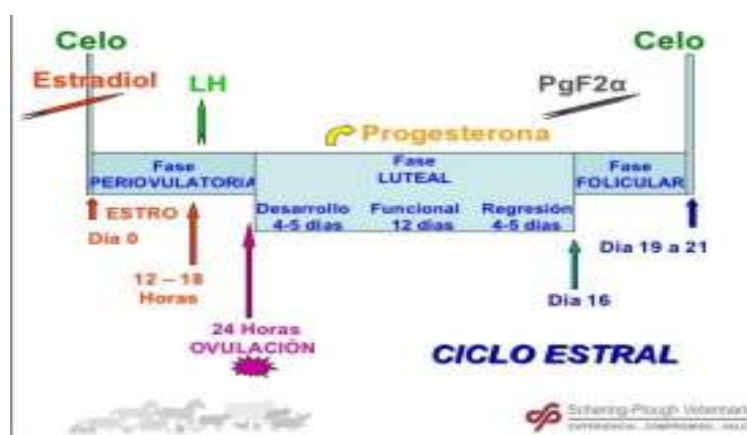 Celo
Celo
Estradiol
LH
PgF2α
Progesterona
Fase
PERIOVULATORIA
Fase
LUTEAL
Fase
FOLICULAR
Desarrollo
4-5 días
Funcional
12 días
Regresión
4-5 días
ESTRO
Día 0
12 – 18
Horas
24 Horas
OVULACIÓN
Día 16
Día 19 a 21
CICLO ESTRAL
Schering-Plough Veterinari